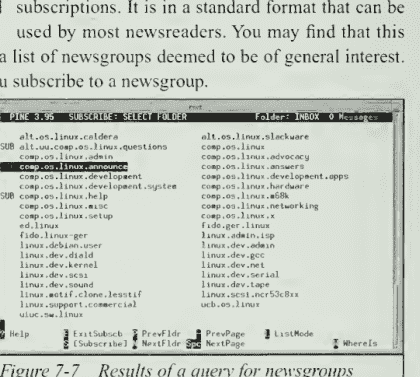 subscriptions. It is in a standard format that can be
used by most newsreaders. You may find that this
a list of newsgroups deemed to be of general interest.
u subscribe to a newsgroup.
PINE 3.95 SUBSCRIBE: SELECT FOLDER Folder: INBOX 0 Messages
alt.os.linux.caldera alt.os.linux.slackware
SUB alt.uu.comp.os.linux.questions comp.os.linux
comp.os.linux.admin comp.os.linux.advocacy
comp.os.linux.announce comp.os.linux.answers
comp.os.linux.development comp.os.linux.development.apps
comp.os.linux.development.system comp.os.linux.hardware
SUB comp.os.linux.help comp.os.linux.m68k
comp.os.linux.misc comp.os.linux.networking
comp.os.linux.setup comp.os.linux.x
ed.linux fido.ger.linux
fido.linux-ger linux.admin.isp
linux.debian.user linux.dev.admin
linux.dev.diald linux.dev.gcc
linux.dev.kernel linux.dev.net
linux.dev.scsi linux.dev.serial
linux.dev.sound linux.dev.tape
linux.motif.clone.lesstif linux.scsi.ncr53c8xx
linux.support.commercial ucb.os.linux
uiuc.sw.linux
Help ExitSubscb PrevFldr PrevPage ListMode
[Subscribe] NextFldr Spc NextPage WhereIs
Figure 7-7 Results of a query for newsgroups